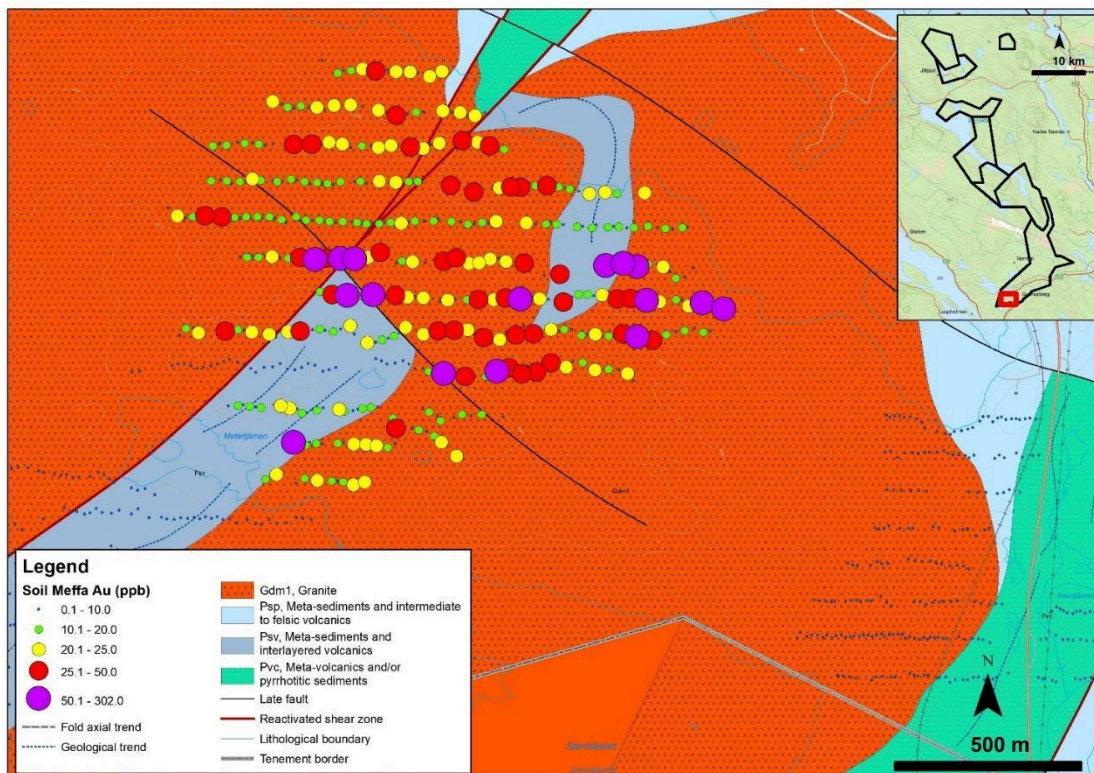 10 km
Metartjärnen
Psv
Gdm1
Pvc
N
500 m
Legend
Soil Meffa Au (ppb)
0.1 - 10.0
10.1 - 20.0
20.1 - 25.0
25.1 - 50.0
50.1 - 302.0
Fold axial trend
Geological trend
Gdm1, Granite
Psp, Meta-sediments and intermediate
to felsic volcanics
Psv, Meta-sediments and
interlayered volcanics
Pvc, Meta-volcanics and/or
pyrrhotitic sediments
Late fault
Reactivated shear zone
Lithological boundary
Tenement border